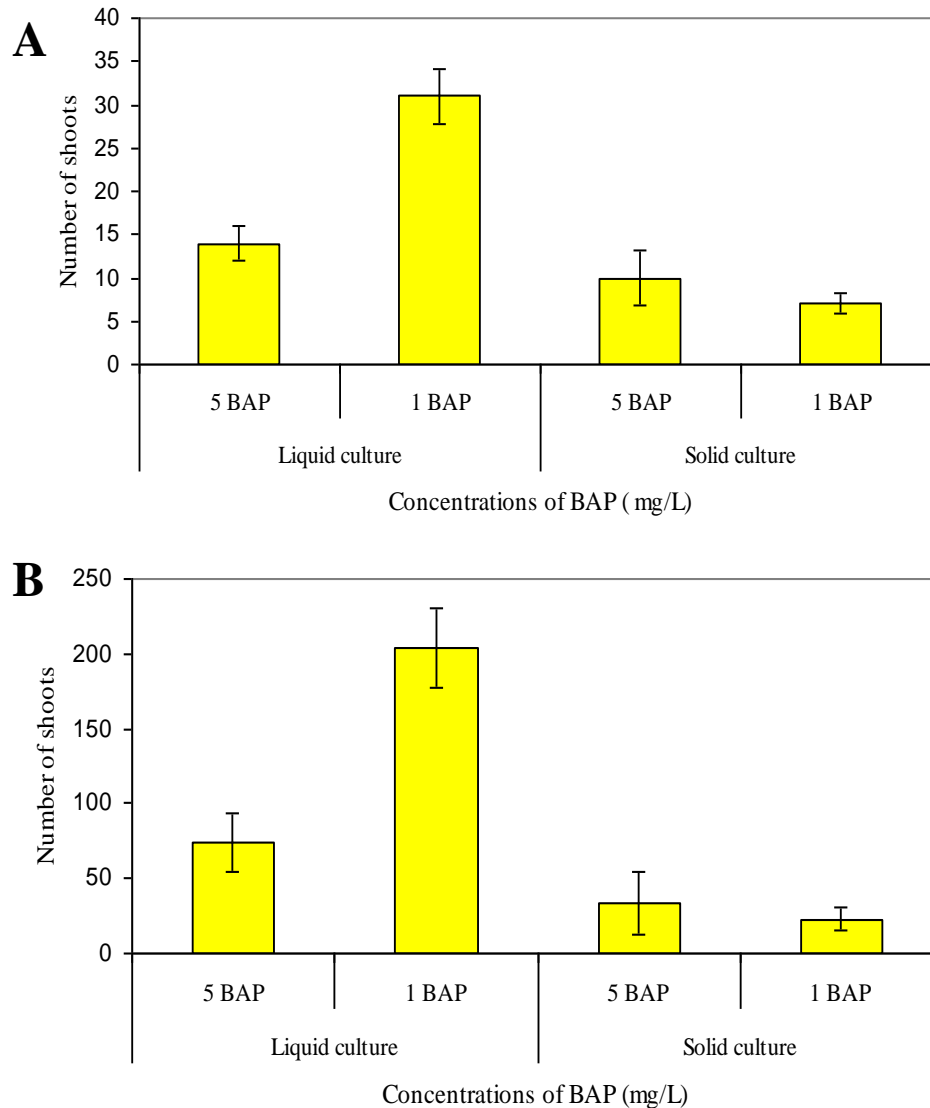 A
Number of shoots
40
35
30
25
20
15
10
5
0
5 BAP 1 BAP 5 BAP 1 BAP
Liquid culture Solid culture
Concentrations of BAP ( mg/L)
B
Number of shoots
250
200
150
100
50
0
5 BAP 1 BAP 5 BAP 1 BAP
Liquid culture Solid culture
Concentrations of BAP (mg/L)